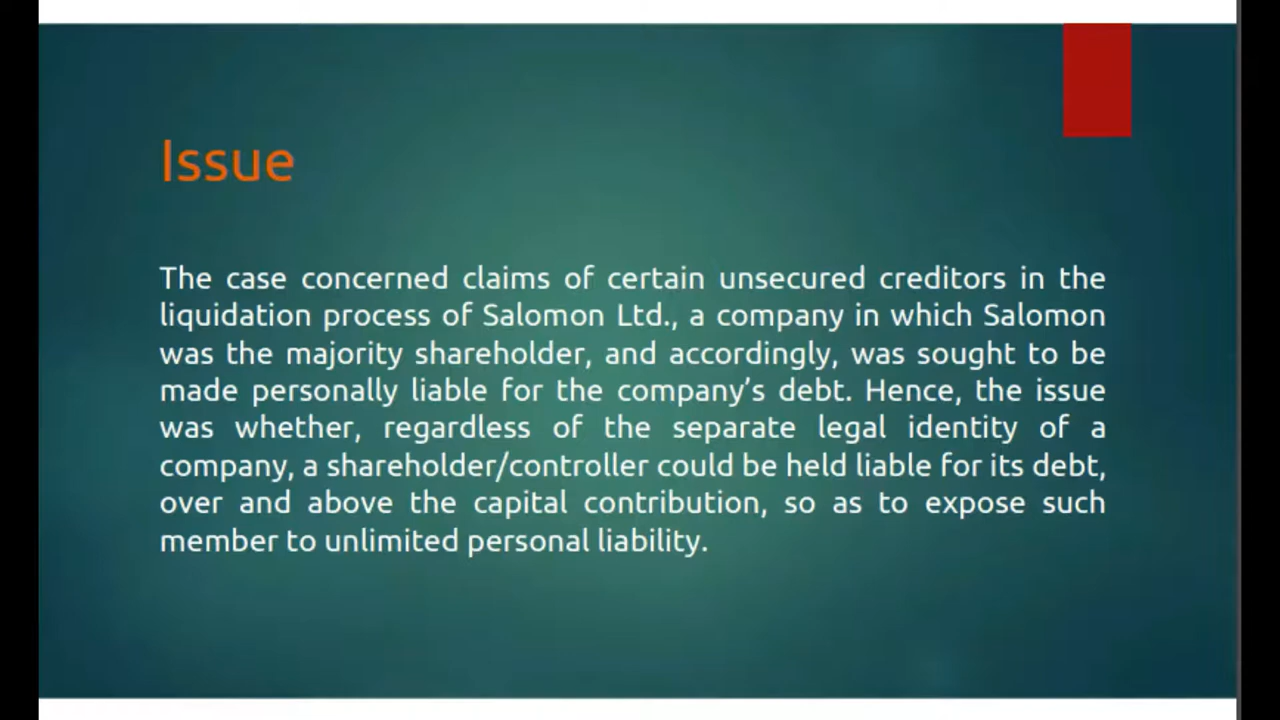 Issue
The case concerned claims of certain unsecured creditors in the
liquidation process of Salomon Ltd., a company in which Salomon
was the majority shareholder, and accordingly, was sought to be
made personally liable for the company’s debt. Hence, the issue
was whether, regardless of the separate legal identity of a
company, a shareholder/controller could be held liable for its debt,
over and above the capital contribution, so as to expose such
member to unlimited personal liability.